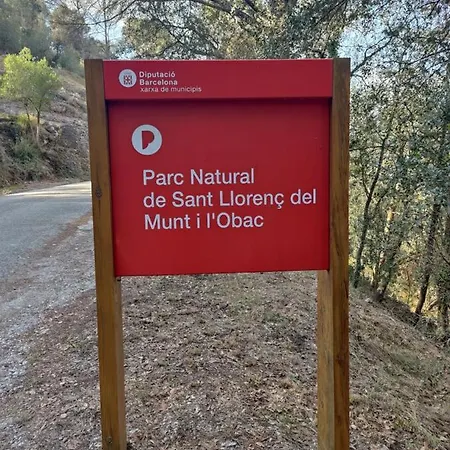 Diputació
Barcelona
xarxa de municipis
Parc Natural
de Sant Llorenç del
Munt i l'Obac